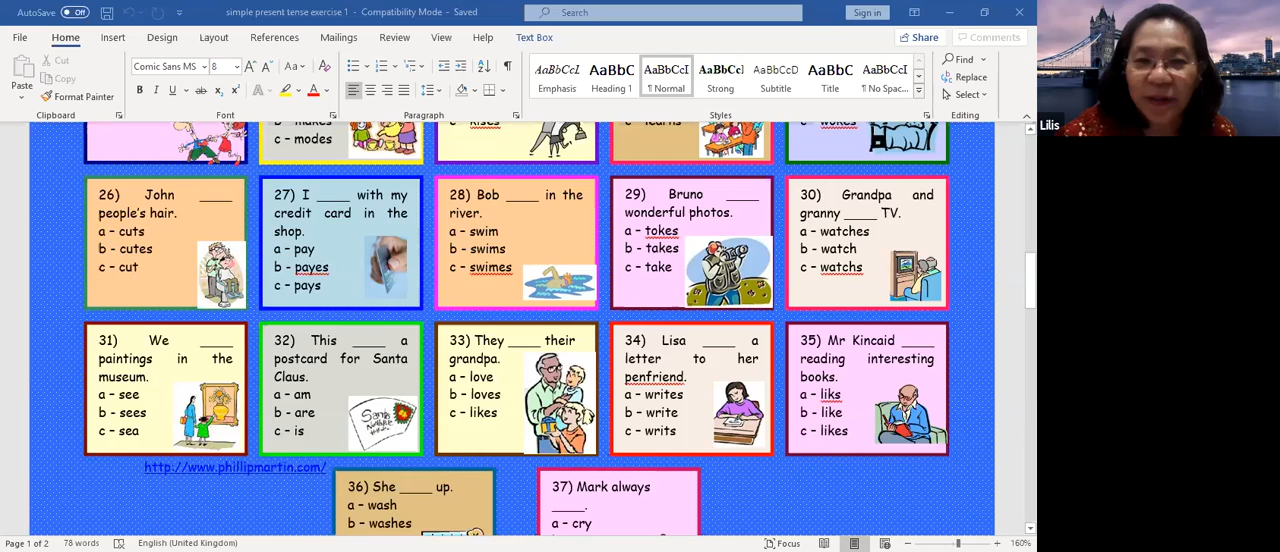 AutoSave Off simple present tense exercise 1 - Compatibility Mode - Saved Search Sign in
File Home Insert Design Layout References Mailings Review View Help Text Box Share Comments
Paste Cut Copy Format Painter
Comic Sans MS 8
AaBbCcI AaBbC AaBbCcI AaBbCc AaBbCcD AaBbC AaBbCcI
Emphasis Heading 1 ¶ Normal Strong Subtitle Title ¶ No Spac...
Find Replace Select
Clipboard Font Paragraph Styles Editing
Lilis
b - makes
c - modes
c - kises
c - learns
c - wokes
26) John ____
people's hair.
a - cuts
b - cutes
c - cut
27) I ____ with my
credit card in the
shop.
a - pay
b - payes
c - pays
28) Bob ____ in the
river.
a - swim
b - swims
c - swimes
29) Bruno ____
wonderful photos.
a - tokes
b - takes
c - take
30) Grandpa and
granny ____ TV.
a - watches
b - watch
c - watchs
31) We ____
paintings in the
museum.
a - see
b - sees
c - sea
32) This ____ a
postcard for Santa
Claus.
a - am
b - are
c - is
33) They ____ their
grandpa.
a - love
b - loves
c - likes
34) Lisa ____ a
letter to her
penfriend.
a - writes
b - write
c - writs
35) Mr Kincaid ____
reading interesting
books.
a - liks
b - like
c - likes
http://www.phillipmartin.com/
36) She ____ up.
a - wash
b - washes
37) Mark always
____.
a - cry
Page 1 of 2 78 words English (United Kingdom) Focus 160%